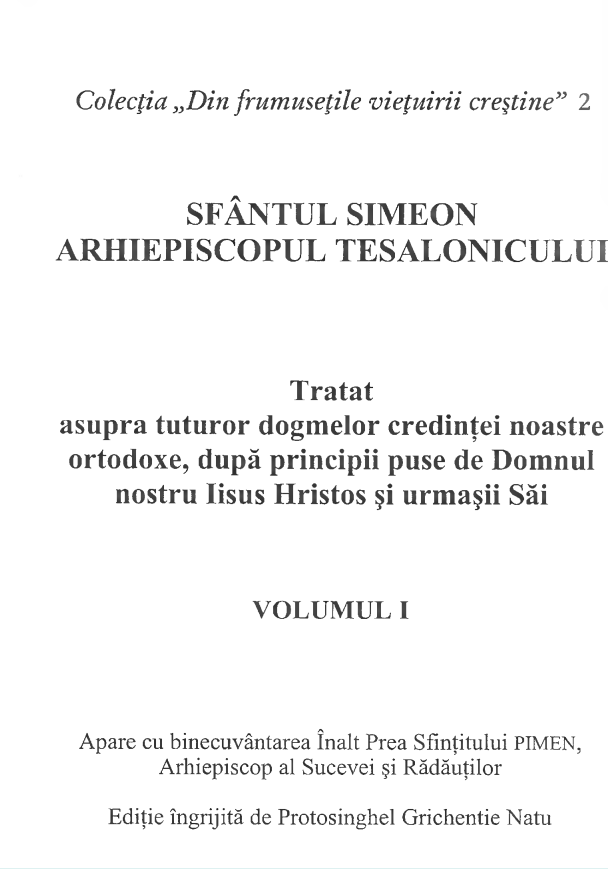 Colecţia „Din frumuseţile vieţuirii creştine” 2
SFÂNTUL SIMEON
ARHIEPISCOPUL TESALONICULUI
Tratat
asupra tuturor dogmelor credinţei noastre
ortodoxe, după principii puse de Domnul
nostru Iisus Hristos şi urmaşii Săi
VOLUMUL I
Apare cu binecuvântarea Înalt Prea Sfinţitului PIMEN,
Arhiepiscop al Sucevei şi Rădăuţilor
Ediţie îngrijită de Protosinghel Grichentie Natu